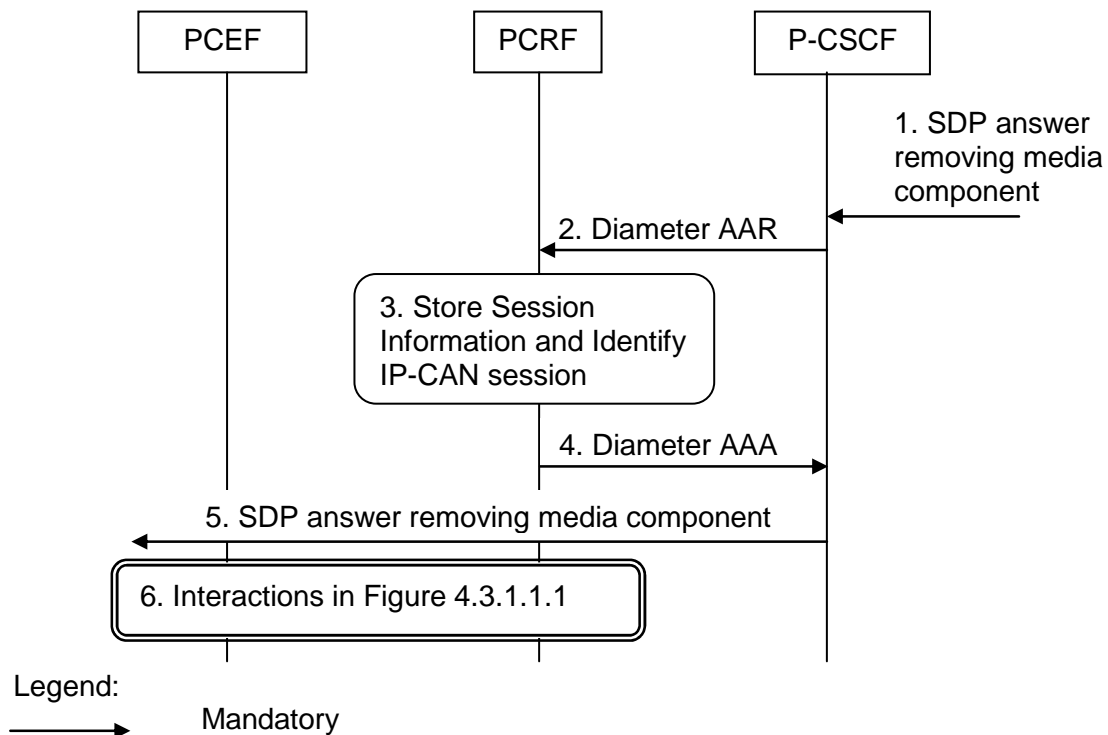 PCEF
PCRF
P-CSCF
1. SDP answer
removing media
component
2. Diameter AAR
3. Store Session
Information and Identify
IP-CAN session
4. Diameter AAA
5. SDP answer removing media component
6. Interactions in Figure 4.3.1.1.1
Legend:
Mandatory